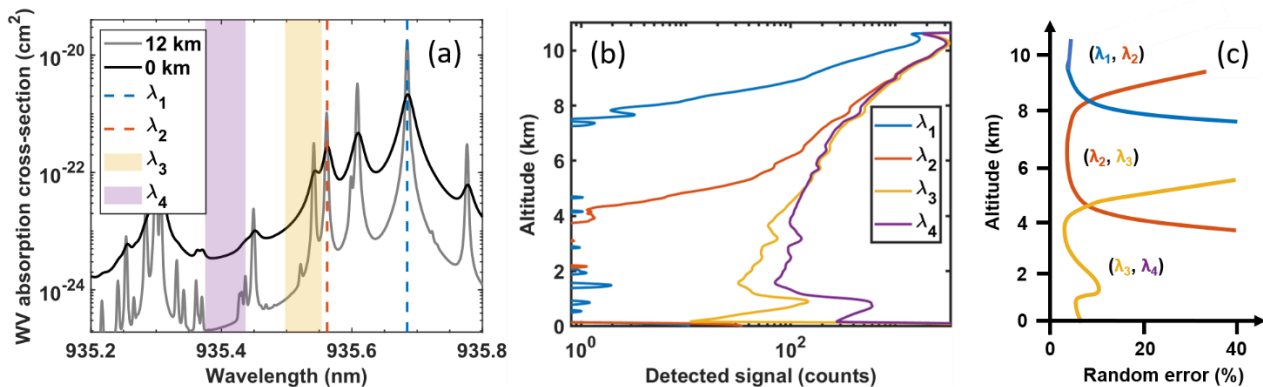 WV absorption cross-section (cm²)
10⁻²⁰
10⁻²²
10⁻²⁴
(a)
12 km
0 km
λ₁
λ₂
λ₃
λ₄
935.2
935.4
935.6
935.8
Wavelength (nm)
Altitude (km)
10
8
6
4
2
0
(b)
λ₁
λ₂
λ₃
λ₄
10⁰
10²
Detected signal (counts)
Altitude (km)
10
8
6
4
2
0
(c)
(λ₁, λ₂)
(λ₂, λ₃)
(λ₃, λ₄)
0
20
40
Random error (%)